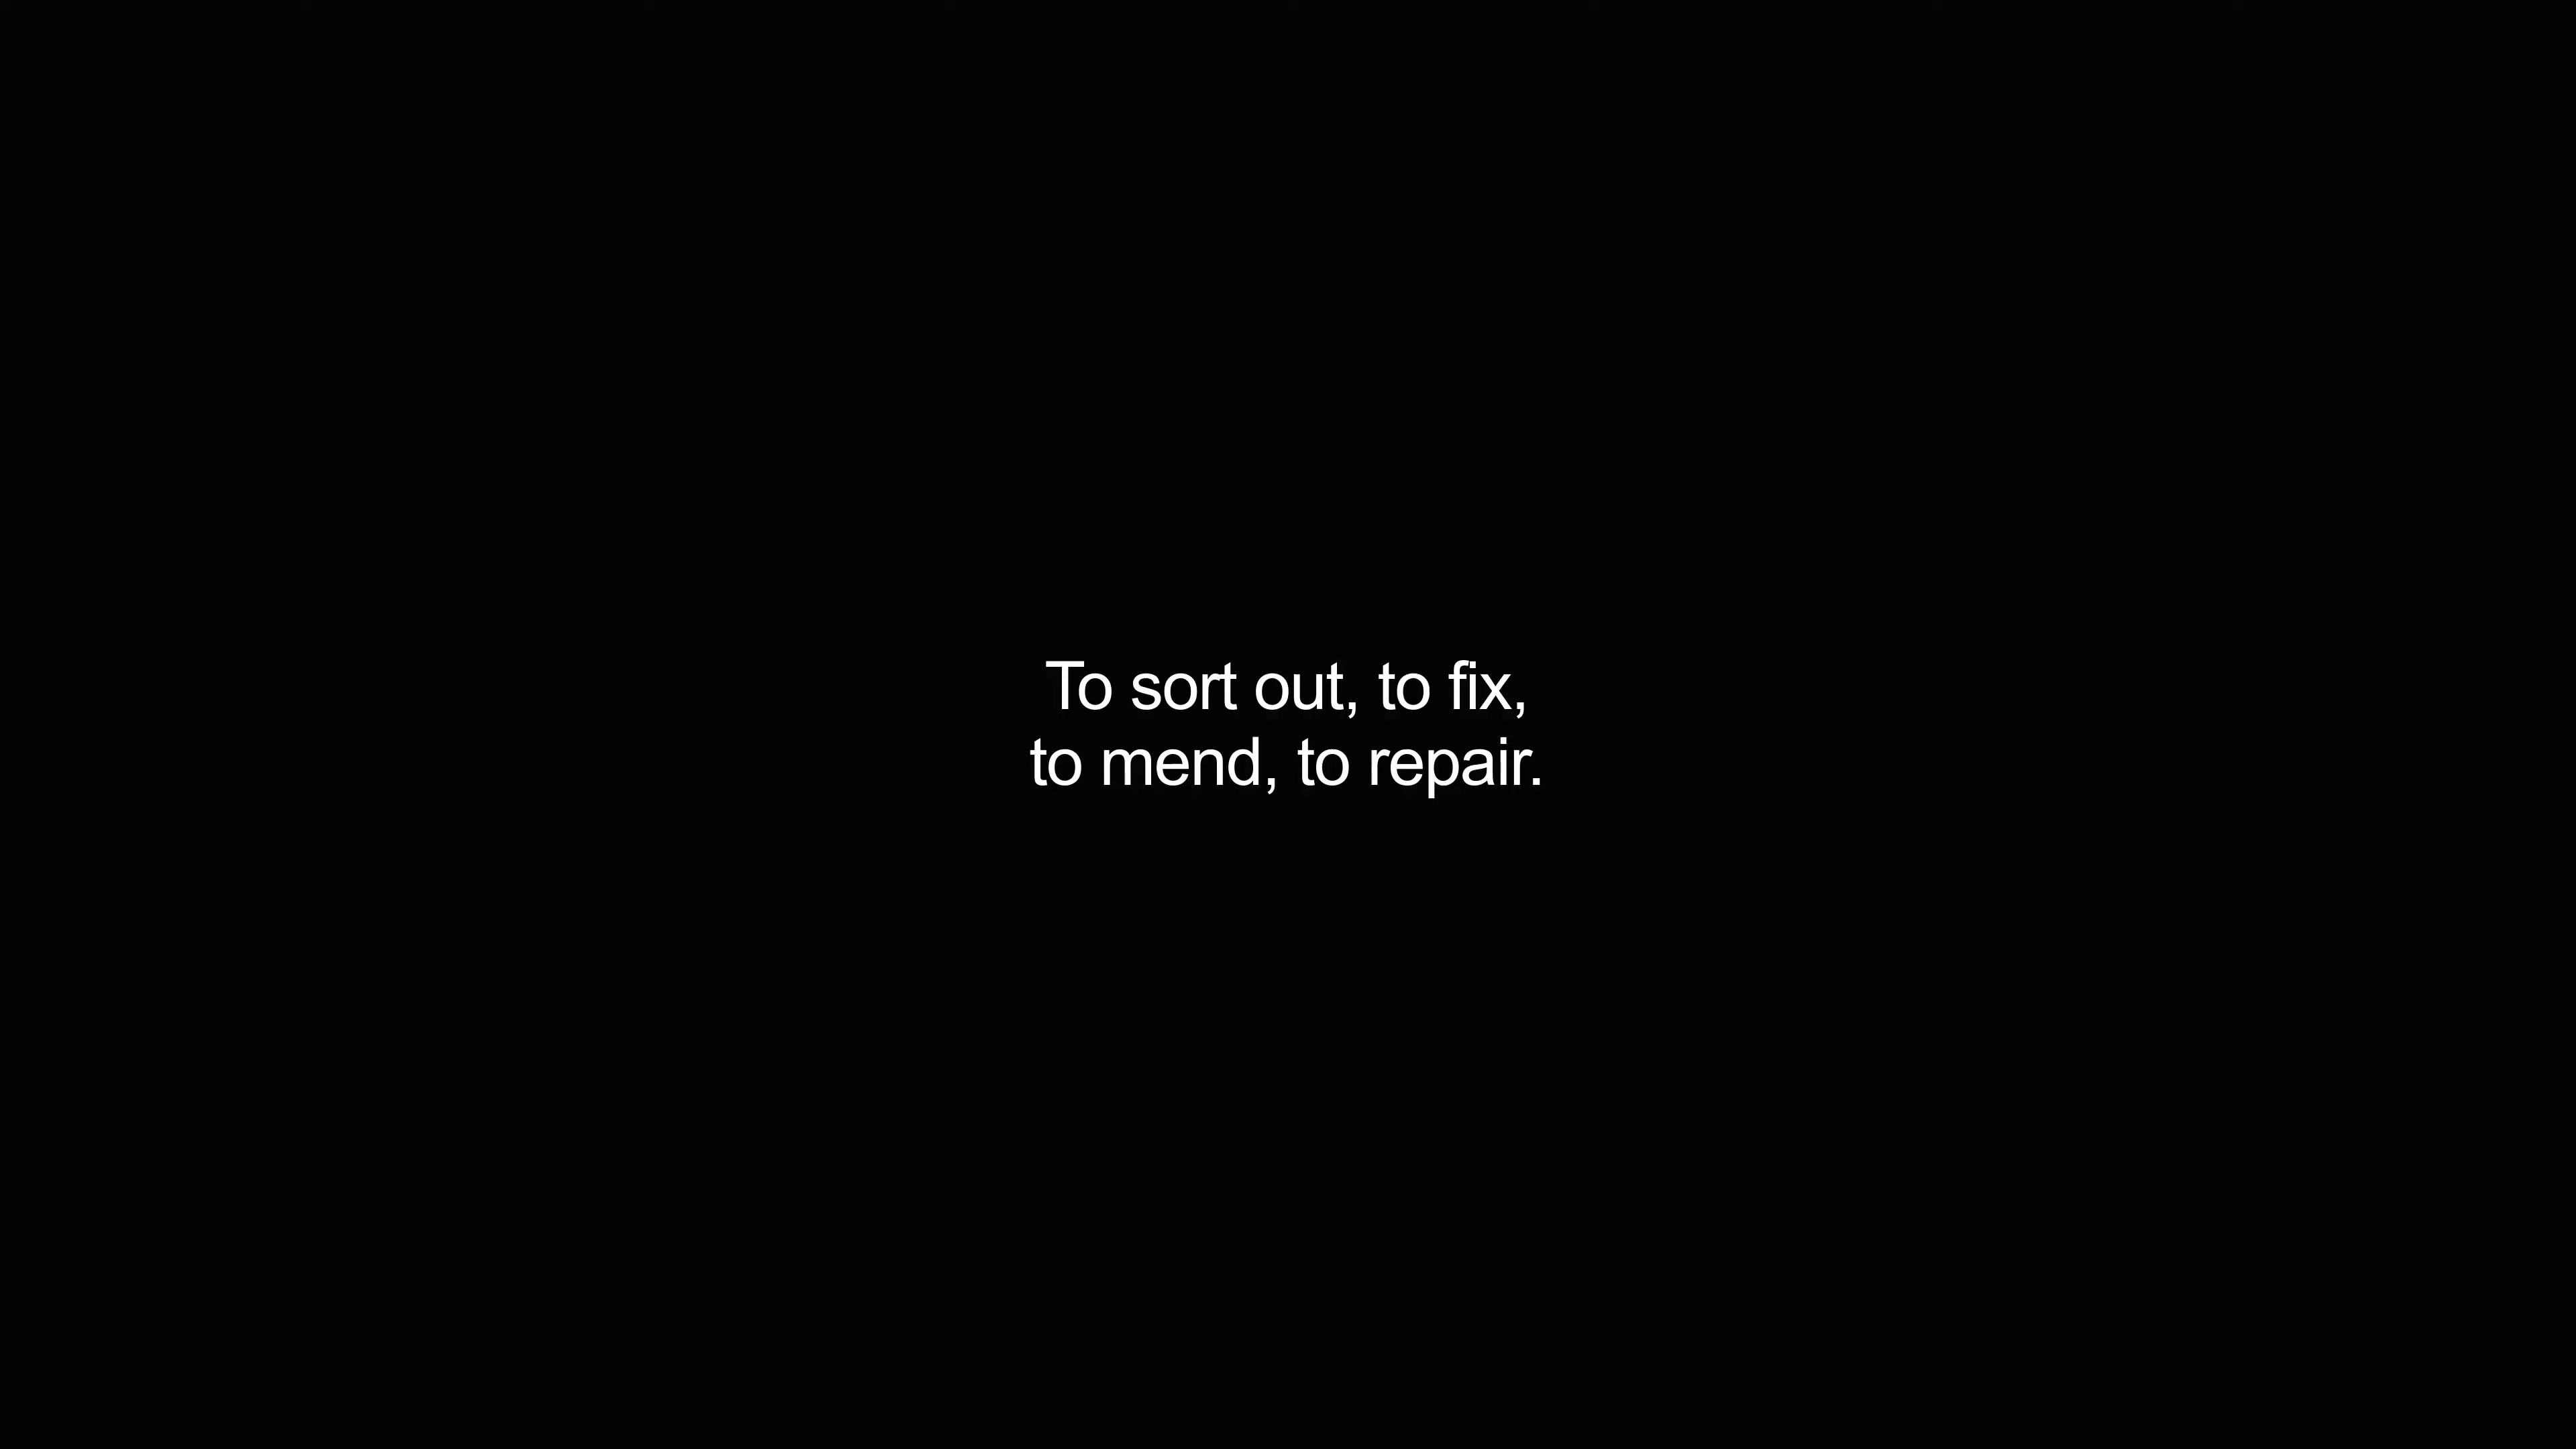 To sort out, to fix,
to mend, to repair.